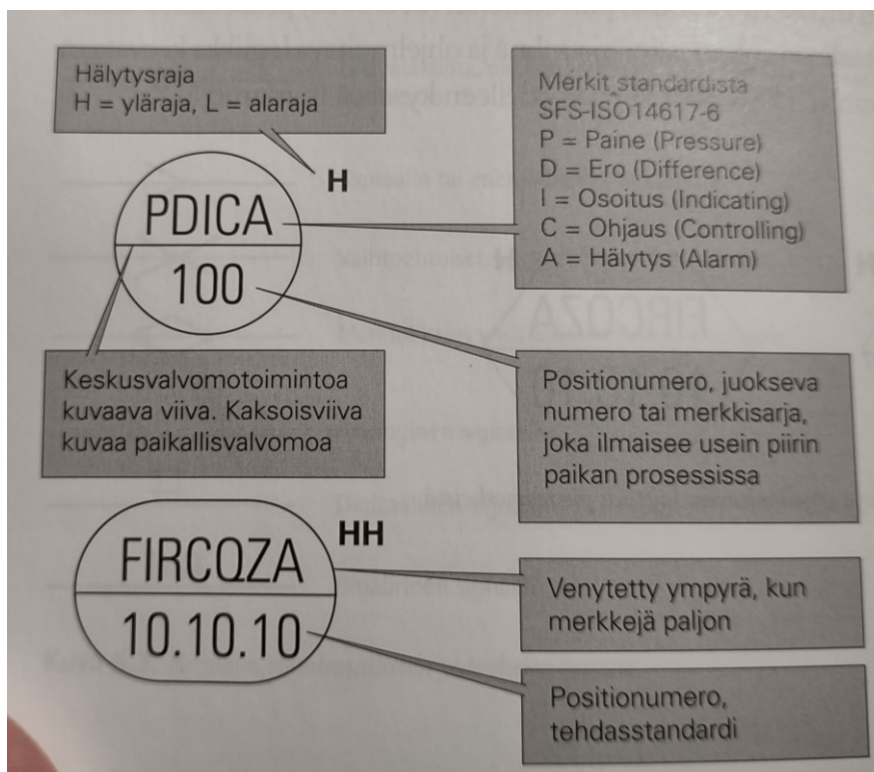 Hälytysraja
H = yläraja, L = alaraja
H
PDICA
100
Merkit standardista
SFS-ISO14617-6
P = Paine (Pressure)
D = Ero (Difference)
I = Osoitus (Indicating)
C = Ohjaus (Controlling)
A = Hälytys (Alarm)
Keskusvalvomotoimintoa
kuvaava viiva. Kaksoisviiva
kuvaa paikallisvalvomoa
Positionumero, juokseva
numero tai merkkisarja,
joka ilmaisee usein piirin
paikan prosessissa
HH
FIRCQZA
10.10.10
Venytetty ympyrä, kun
merkkejä paljon
Positionumero,
tehdasstandardi